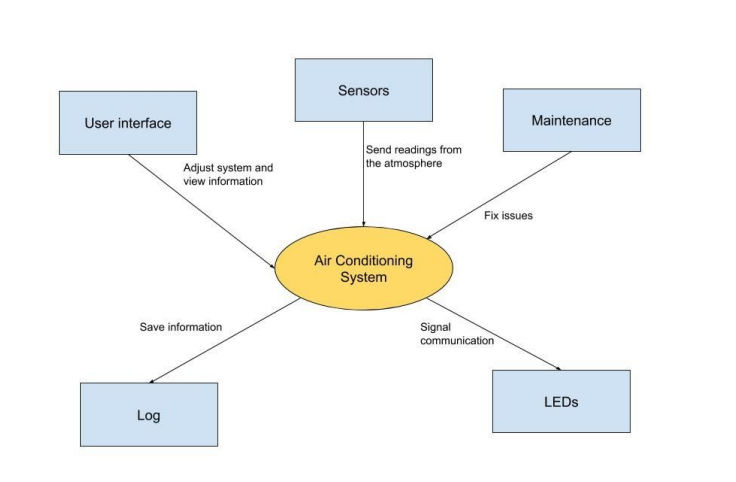 Sensors
User interface
Maintenance
Send readings from
the atmosphere
Adjust system and
view information
Fix issues
Air Conditioning
System
Save information
Signal
communication
Log
LEDs